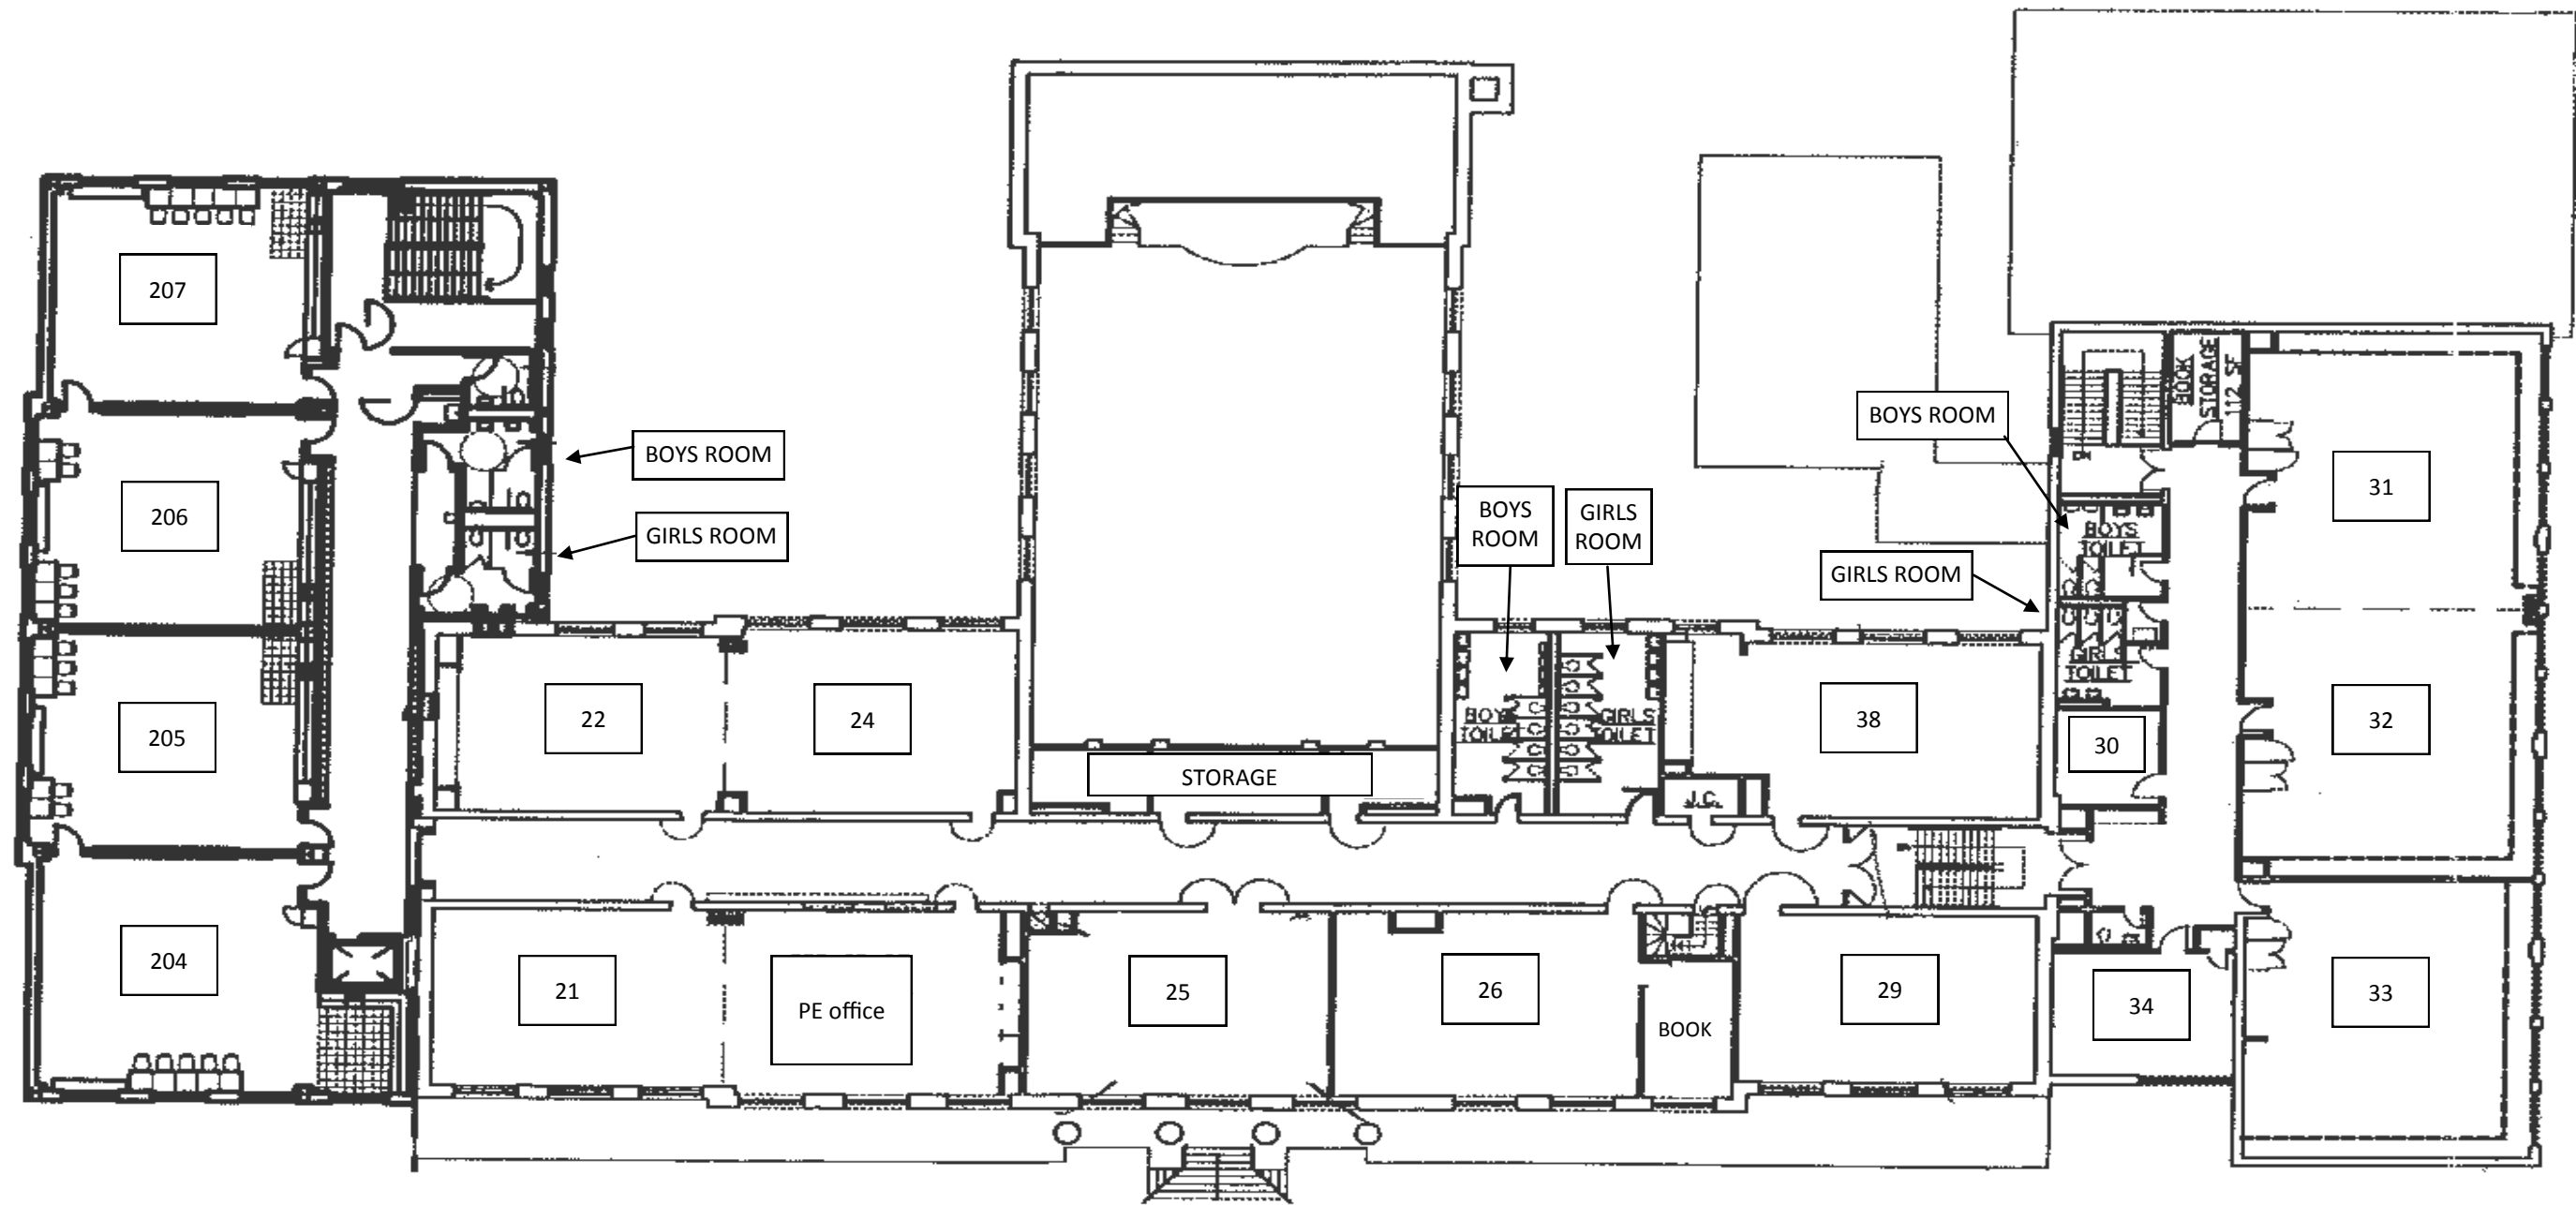 207
206
205
204
BOYS ROOM
GIRLS ROOM
22
24
21
PE office
STORAGE
25
26
BOOK
29
BOYS
ROOM
GIRLS
ROOM
BOYS
TOILET
GIRLS
TOILET
J.C.
38
BOYS ROOM
GIRLS ROOM
BOOK
STORAGE
112 SF
DN
BOYS
TOILET
GIRLS
TOILET
30
31
32
33
34